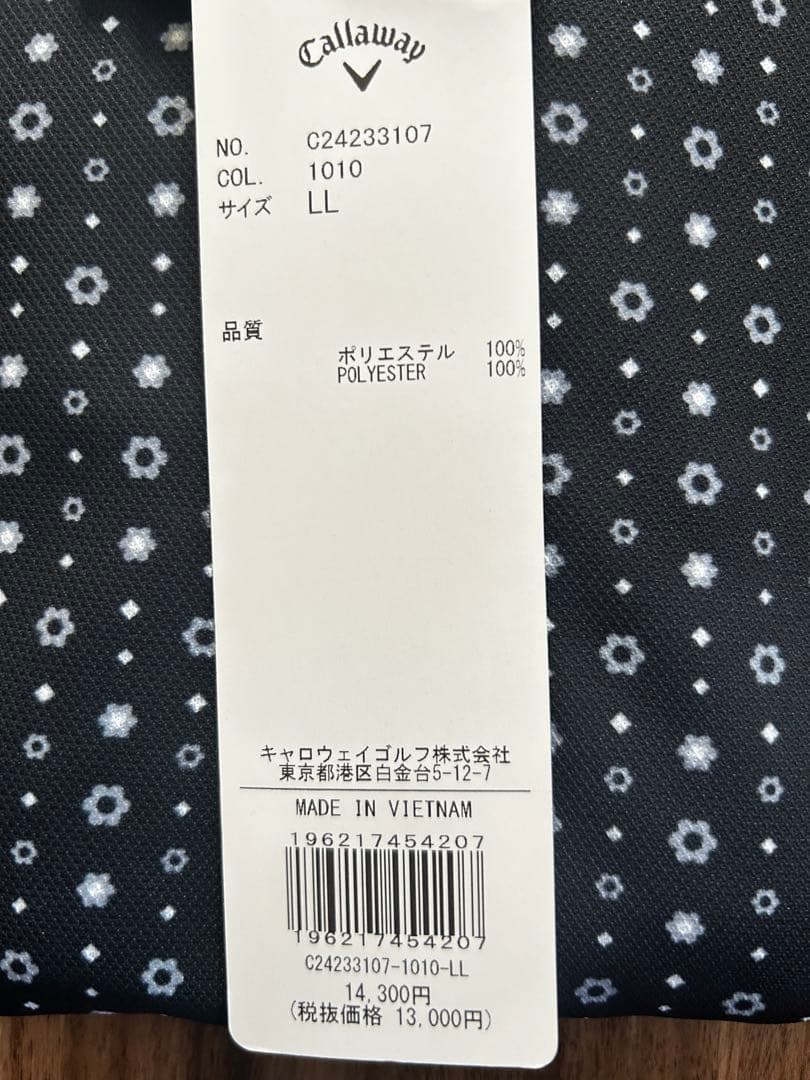 Callaway
NO. C24233107
COL. 1010
サイズ LL
品質
ポリエステル 100%
POLYESTER 100%
キャロウェイゴルフ株式会社
東京都港区白金台5-12-7
MADE IN VIETNAM
196217454207
196217454207
C24233107-1010-LL
14,300円
(税抜価格 13,000円)